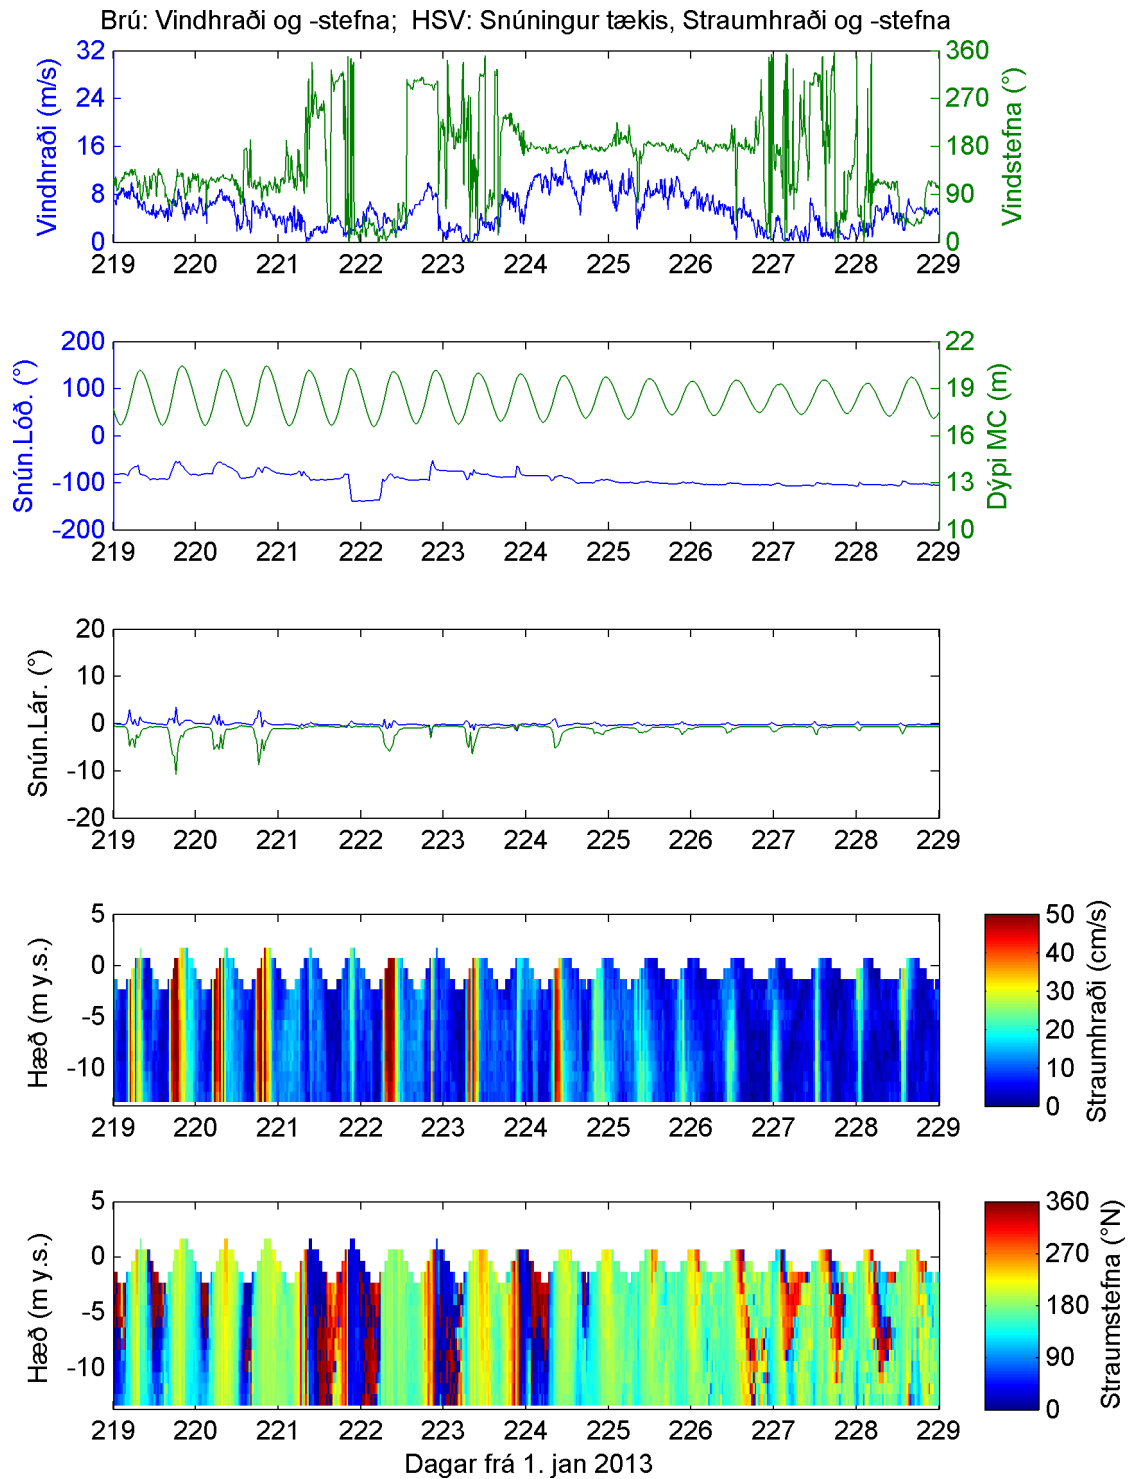 Brú: Vindhraði og -stefna;  HSV: Snúningur tækis, Straumhraði og -stefna
Vindhraði (m/s)
32
24
16
8
0
360
270
180
90
0
Vindstefna (°)
219 220 221 222 223 224 225 226 227 228 229
Snún.Lóð. (°)
200
100
0
-100
-200
22
19
16
13
10
Dýpi MC (m)
219 220 221 222 223 224 225 226 227 228 229
Snún.Lár. (°)
20
10
0
-10
-20
219 220 221 222 223 224 225 226 227 228 229
Hæð (m y.s.)
5
0
-5
-10
219 220 221 222 223 224 225 226 227 228 229
50
40
30
20
10
0
Straumhraði (cm/s)
Hæð (m y.s.)
5
0
-5
-10
219 220 221 222 223 224 225 226 227 228 229
360
270
180
90
0
Straumstefna (°N)
Dagar frá 1. jan 2013